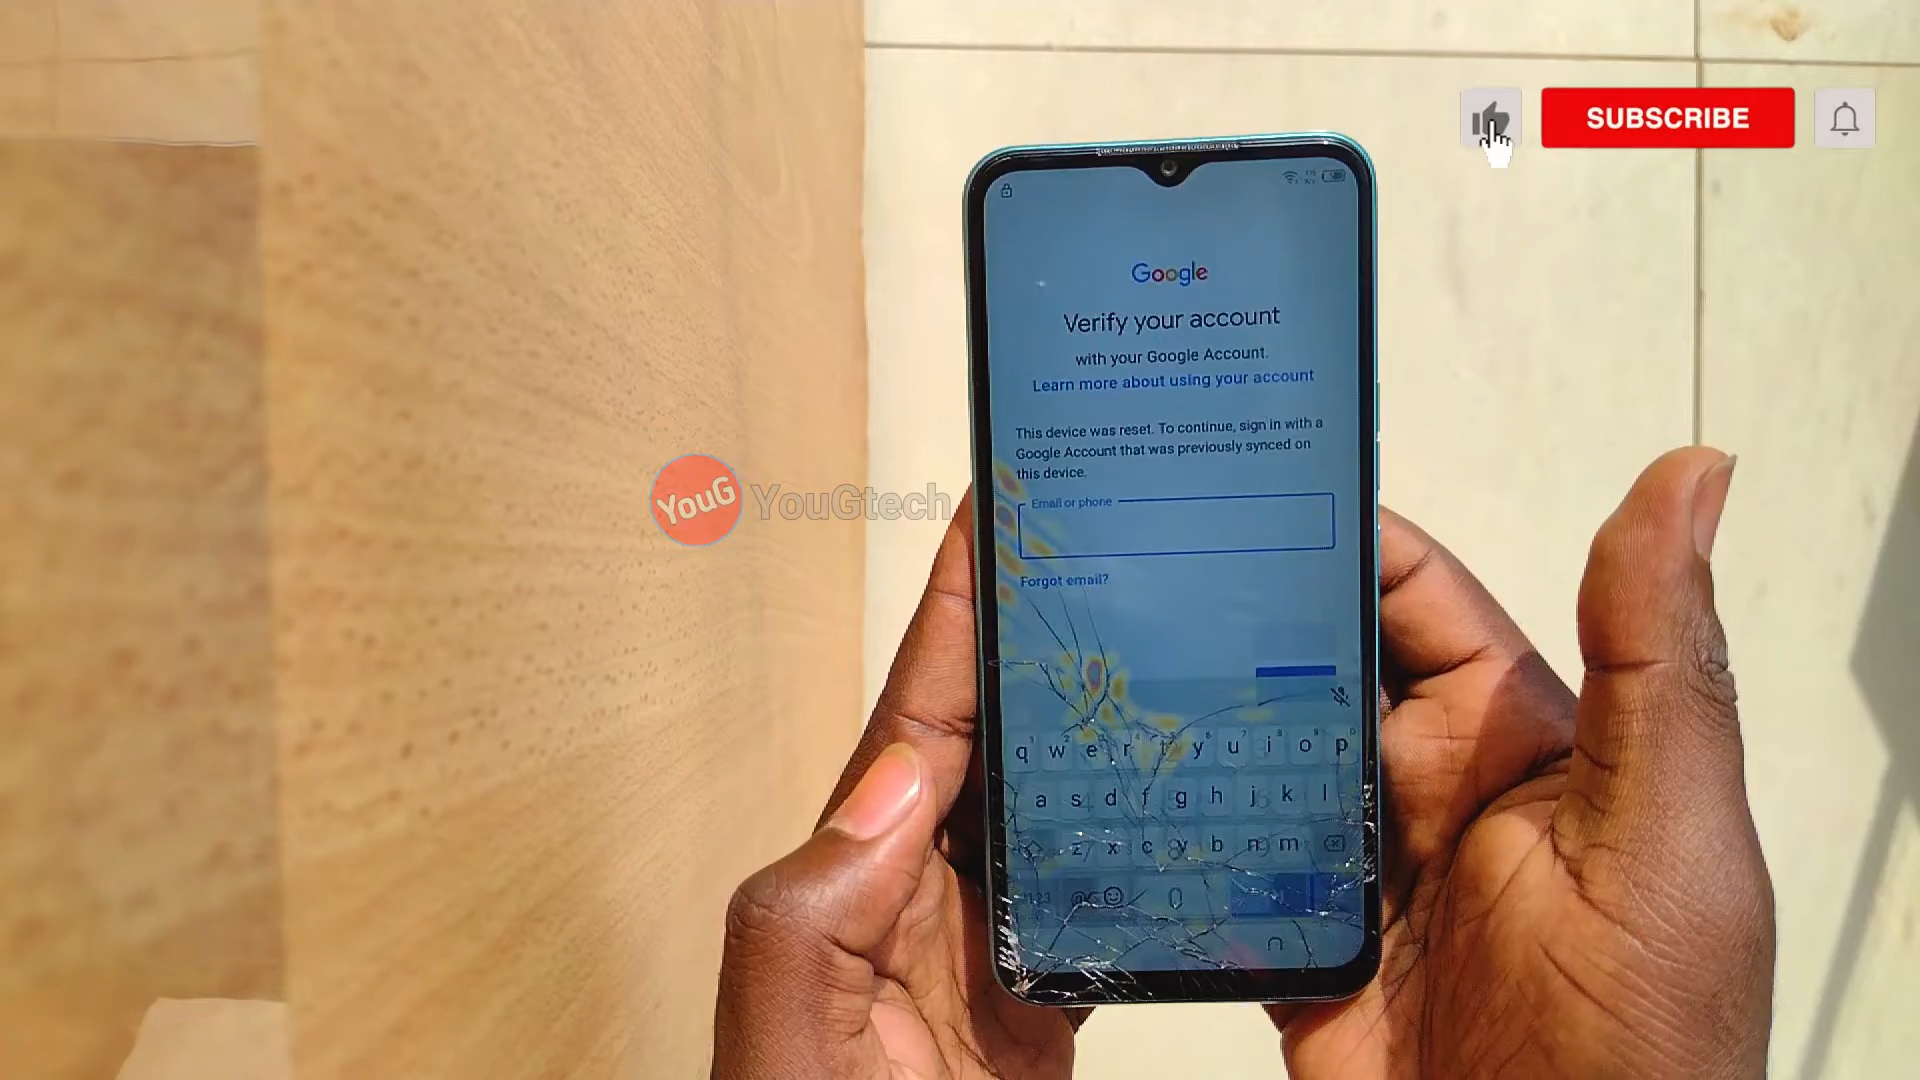 SUBSCRIBE
Google
Verify your account
with your Google Account.
Learn more about using your account
This device was reset. To continue, sign in with a
Google Account that was previously synced on
this device.
Email or phone
Forgot email?
YouG YouGtech
q w e r t y u i o p
a s d f g h j k l
z x c v b n m